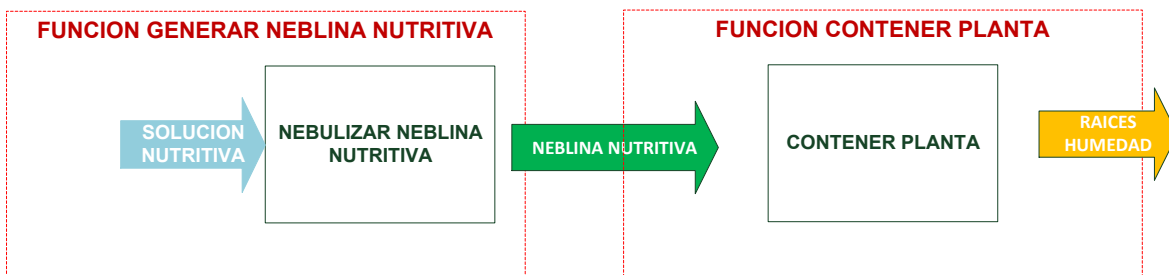 FUNCION GENERAR NEBLINA NUTRITIVA
SOLUCION
NUTRITIVA
NEBULIZAR NEBLINA
NUTRITIVA
NEBLINA NUTRITIVA
FUNCION CONTENER PLANTA
CONTENER PLANTA
RAICES
HUMEDAD